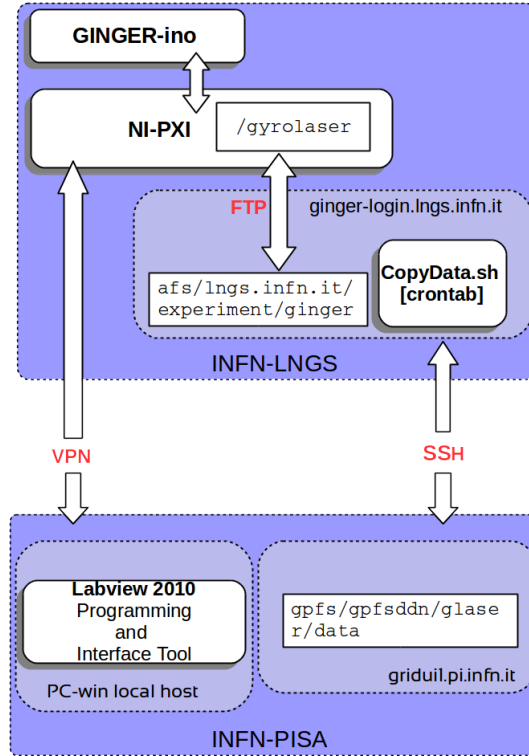 GINGER-ino
NI-PXI
/gyrolaser
FTP
ginger-login.lngs.infn.it
afs/lngs.infn.it/
experiment/ginger
CopyData.sh
[crontab]
INFN-LNGS
VPN
SSH
Labview 2010
Programming
and
Interface Tool
PC-win local host
gpfs/gpfsddn/glase
r/data
griduil.pi.infn.it
INFN-PISA